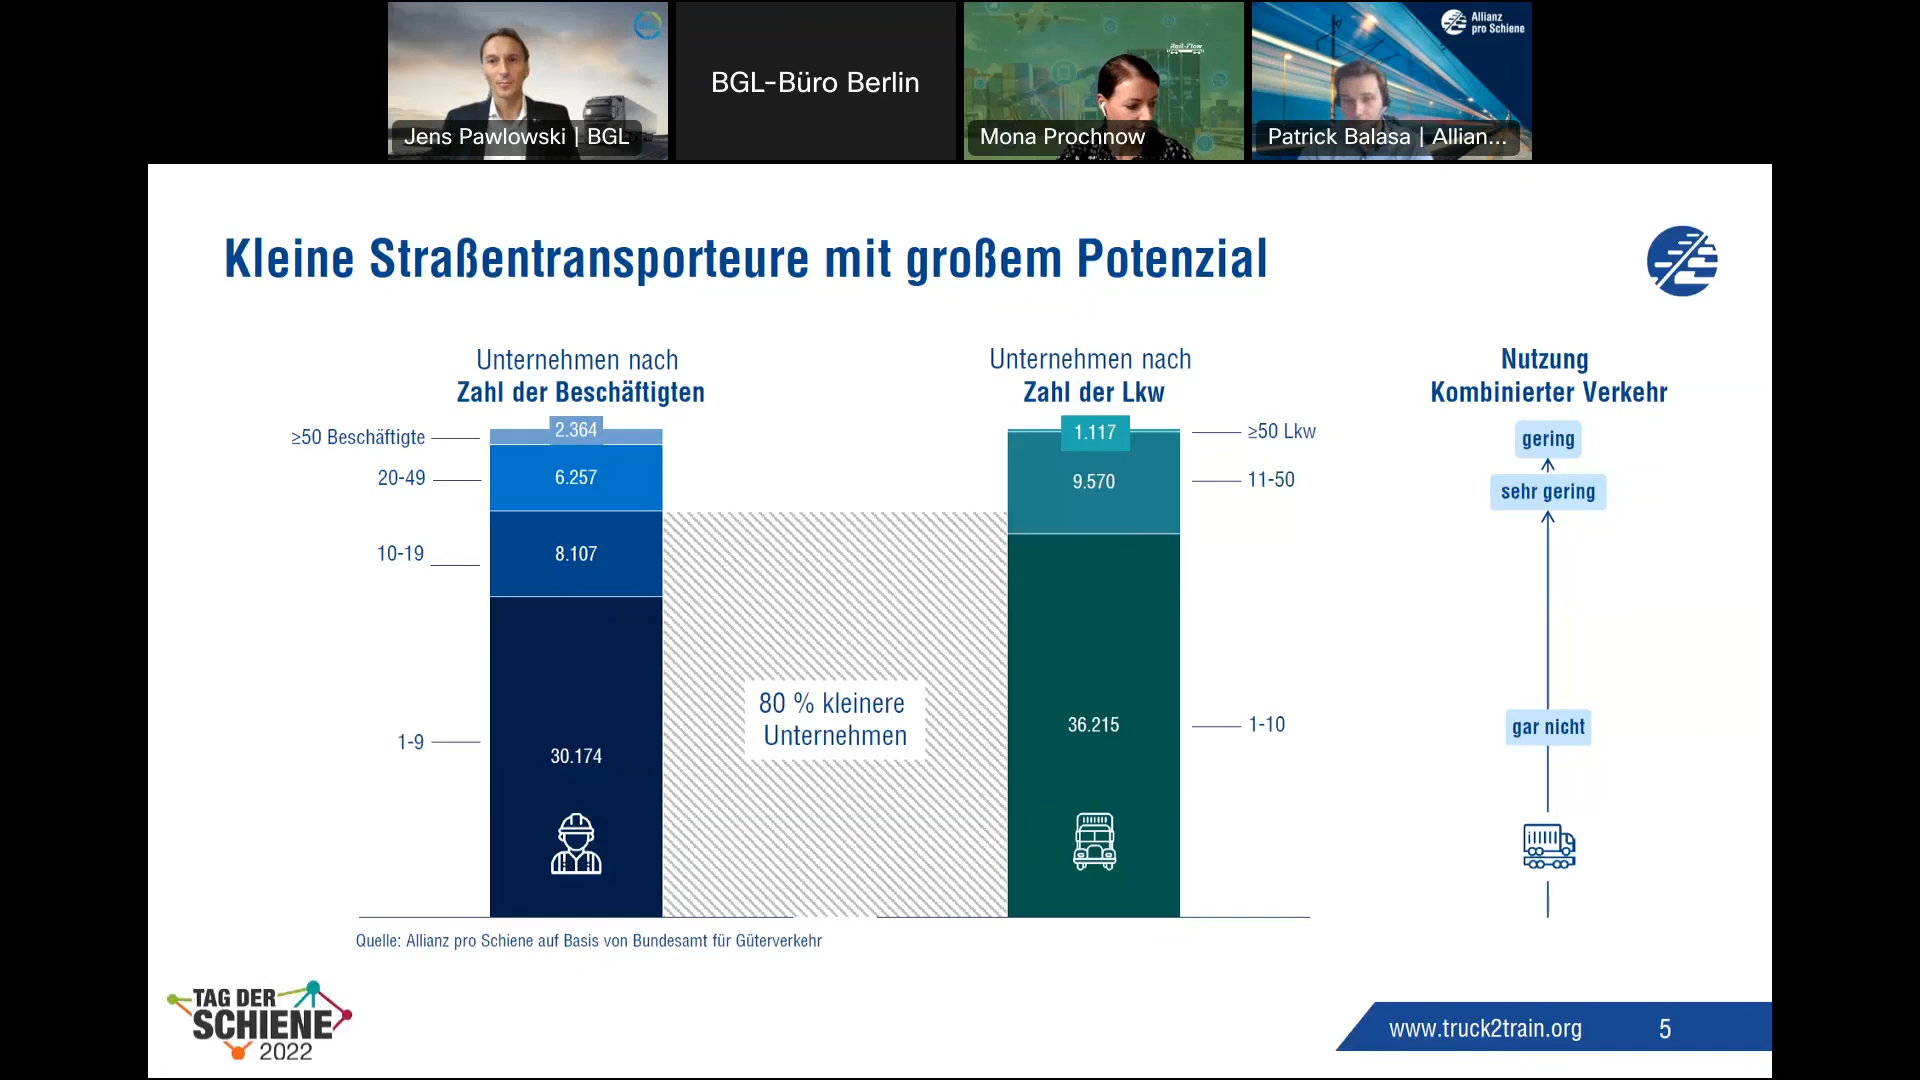 Allianz
pro Schiene
Rail-Flow
BGL-Büro Berlin
Jens Pawlowski | BGL
Mona Prochnow
Patrick Balasa | Allian...
Kleine Straßentransporteure mit großem Potenzial
Unternehmen nach
Zahl der Beschäftigten
≥50 Beschäftigte
2.364
20-49
6.257
10-19
8.107
1-9
30.174
80 % kleinere
Unternehmen
Unternehmen nach
Zahl der Lkw
1.117
≥50 Lkw
9.570
11-50
36.215
1-10
Nutzung
Kombinierter Verkehr
gering
sehr gering
gar nicht
Quelle: Allianz pro Schiene auf Basis von Bundesamt für Güterverkehr
TAG DER
SCHIENE
2022
www.truck2train.org
5